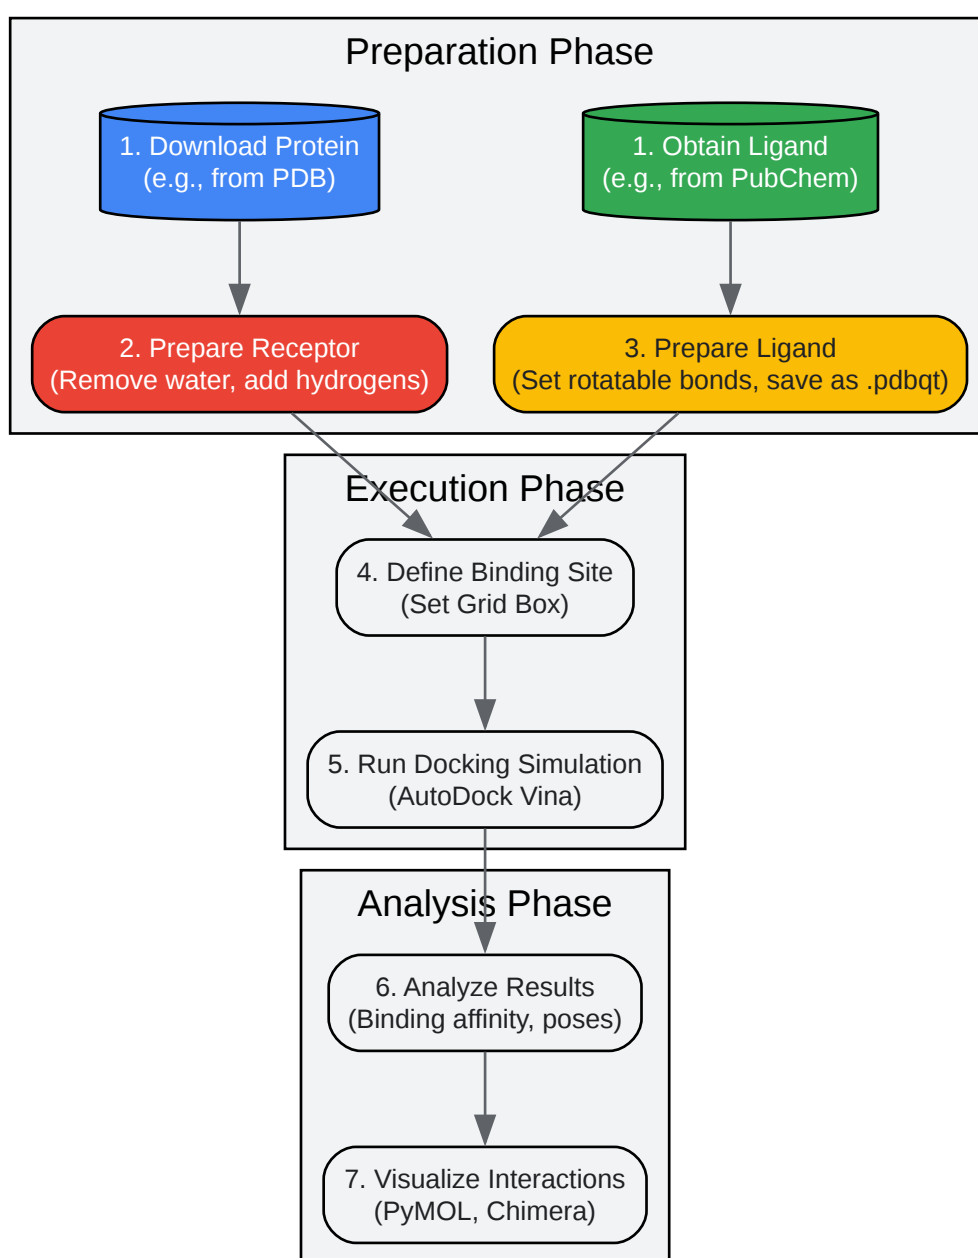 Preparation Phase
1. Download Protein
(e.g., from PDB)
1. Obtain Ligand
(e.g., from PubChem)
2. Prepare Receptor
(Remove water, add hydrogens)
3. Prepare Ligand
(Set rotatable bonds, save as .pdbqt)
Execution Phase
4. Define Binding Site
(Set Grid Box)
5. Run Docking Simulation
(AutoDock Vina)
Analysis Phase
6. Analyze Results
(Binding affinity, poses)
7. Visualize Interactions
(PyMOL, Chimera)